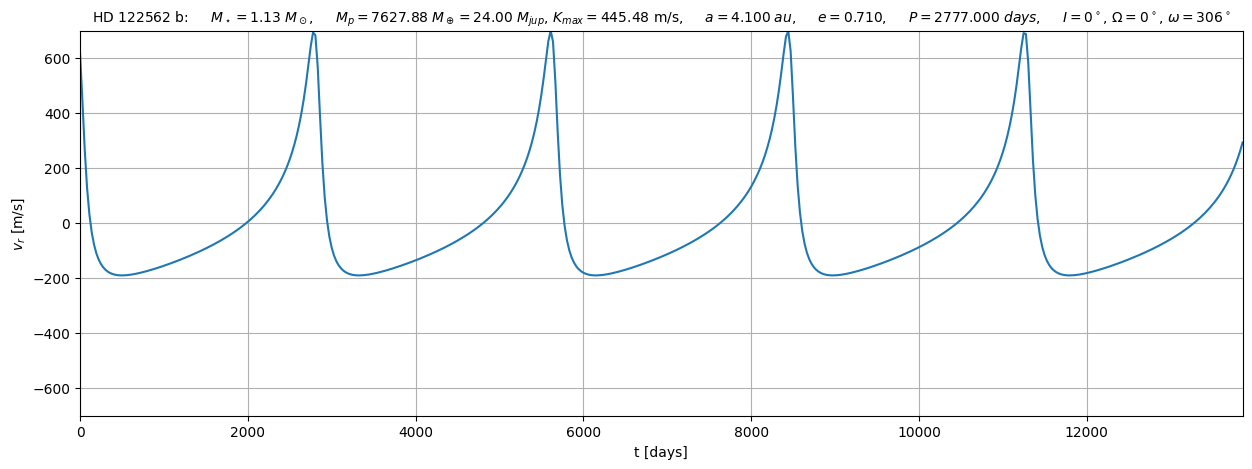 HD 122562 b: M⋆ = 1.13 M⊙, Mp = 7627.88 M⊕ = 24.00 Mjup, Kmax = 445.48 m/s, a = 4.100 au, e = 0.710, P = 2777.000 days, I = 0°, Ω = 0°, ω = 306°
600
400
200
0
−200
−400
−600
vr [m/s]
0 2000 4000 6000 8000 10000 12000
t [days]